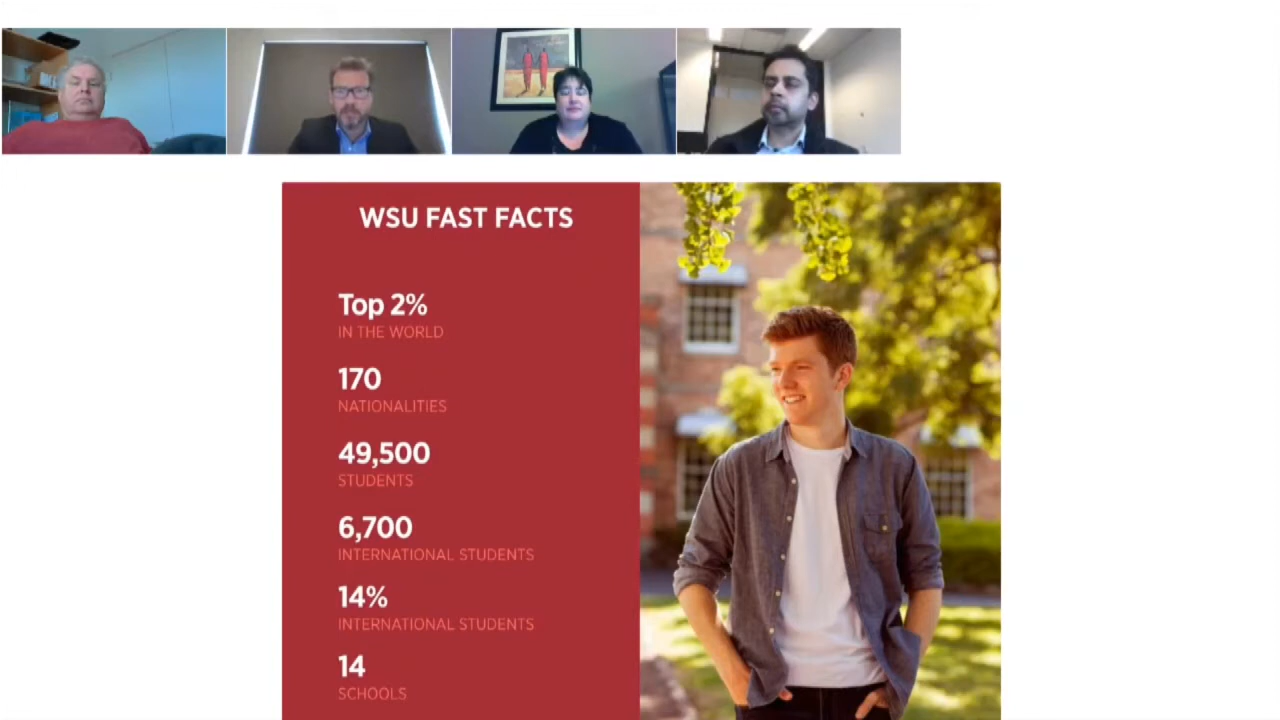 WSU FAST FACTS
Top 2%
IN THE WORLD
170
NATIONALITIES
49,500
STUDENTS
6,700
INTERNATIONAL STUDENTS
14%
INTERNATIONAL STUDENTS
14
SCHOOLS